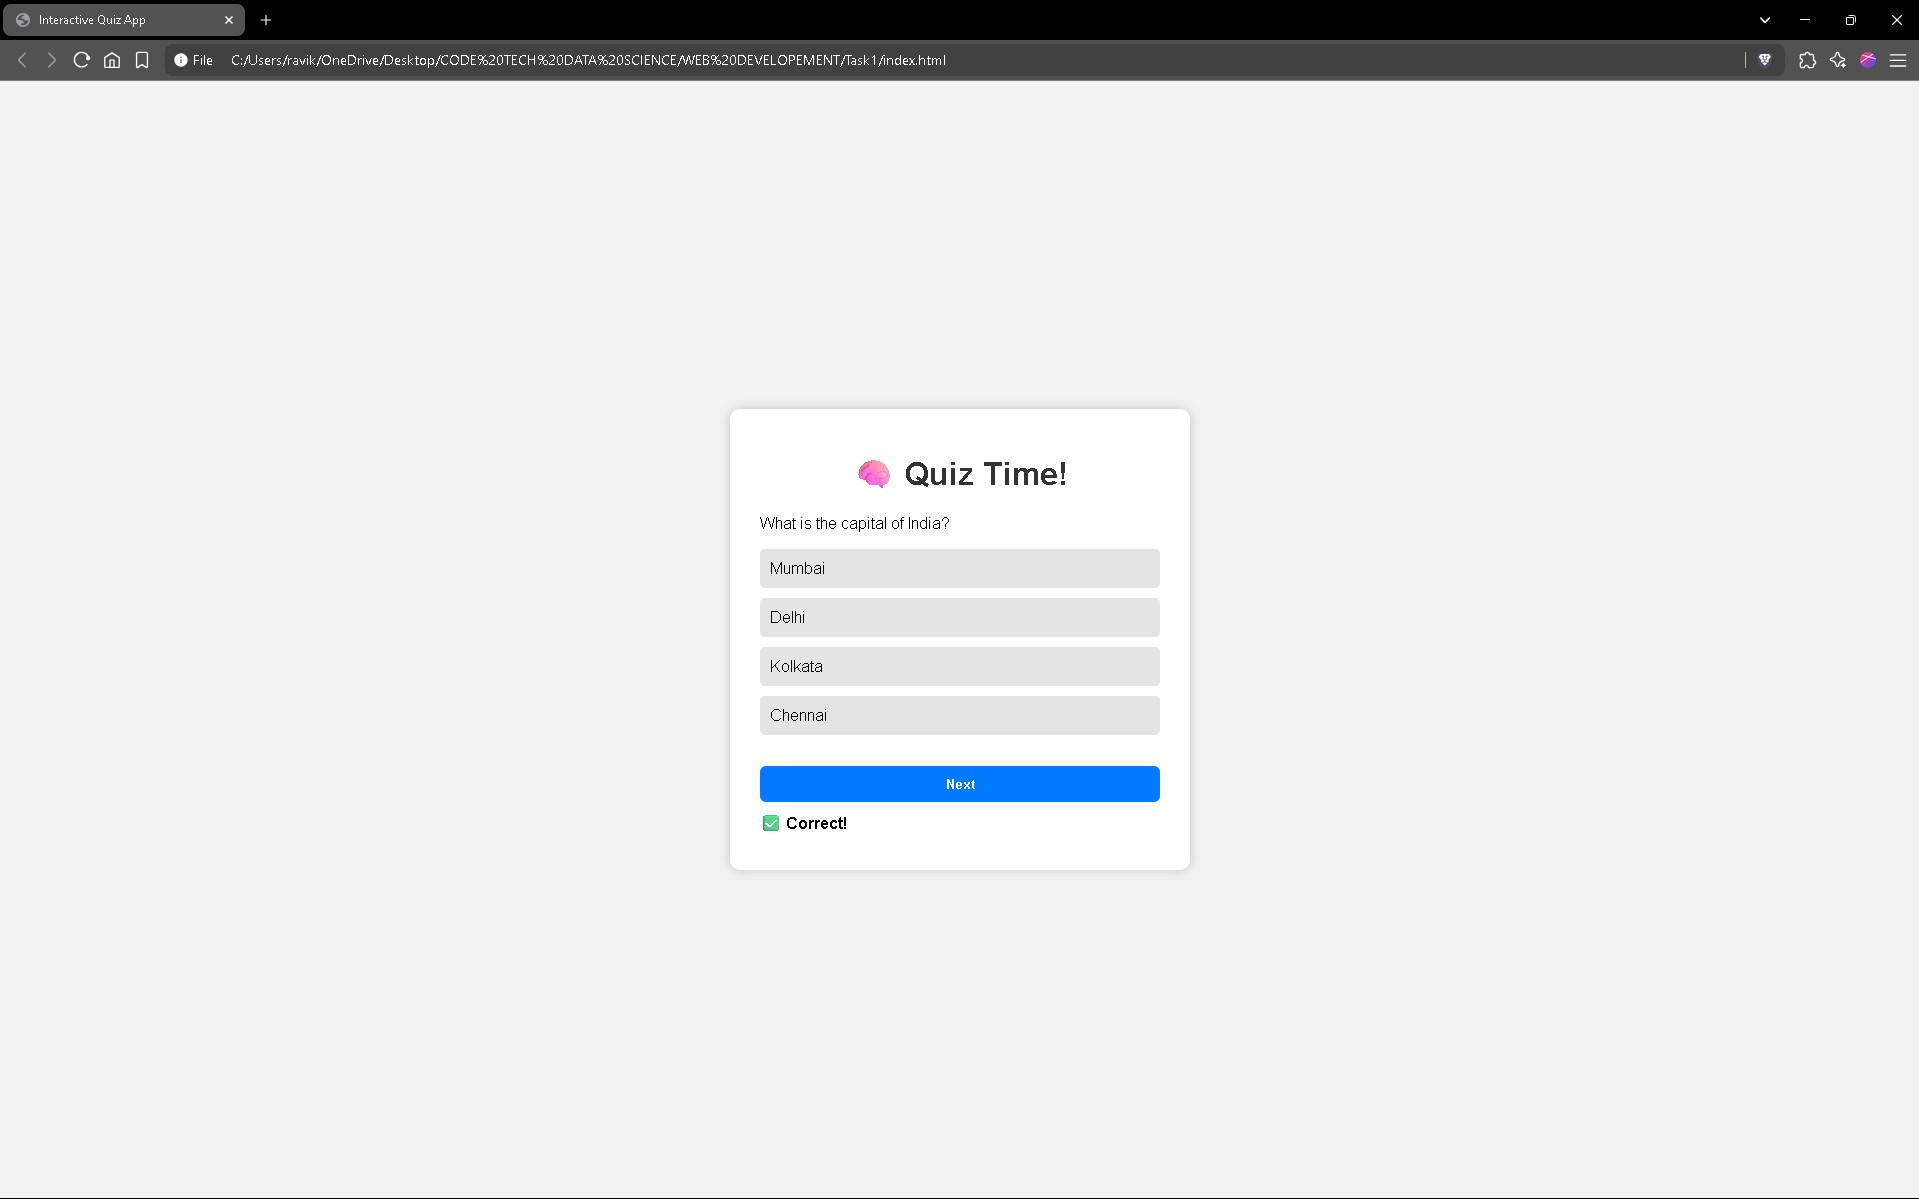 Interactive Quiz App
File C:/Users/ravik/OneDrive/Desktop/CODE%20TECH%20DATA%20SCIENCE/WEB%20DEVELOPEMENT/Task1/index.html
🧠 Quiz Time!
What is the capital of India?
Mumbai
Delhi
Kolkata
Chennai
Next
✅ Correct!